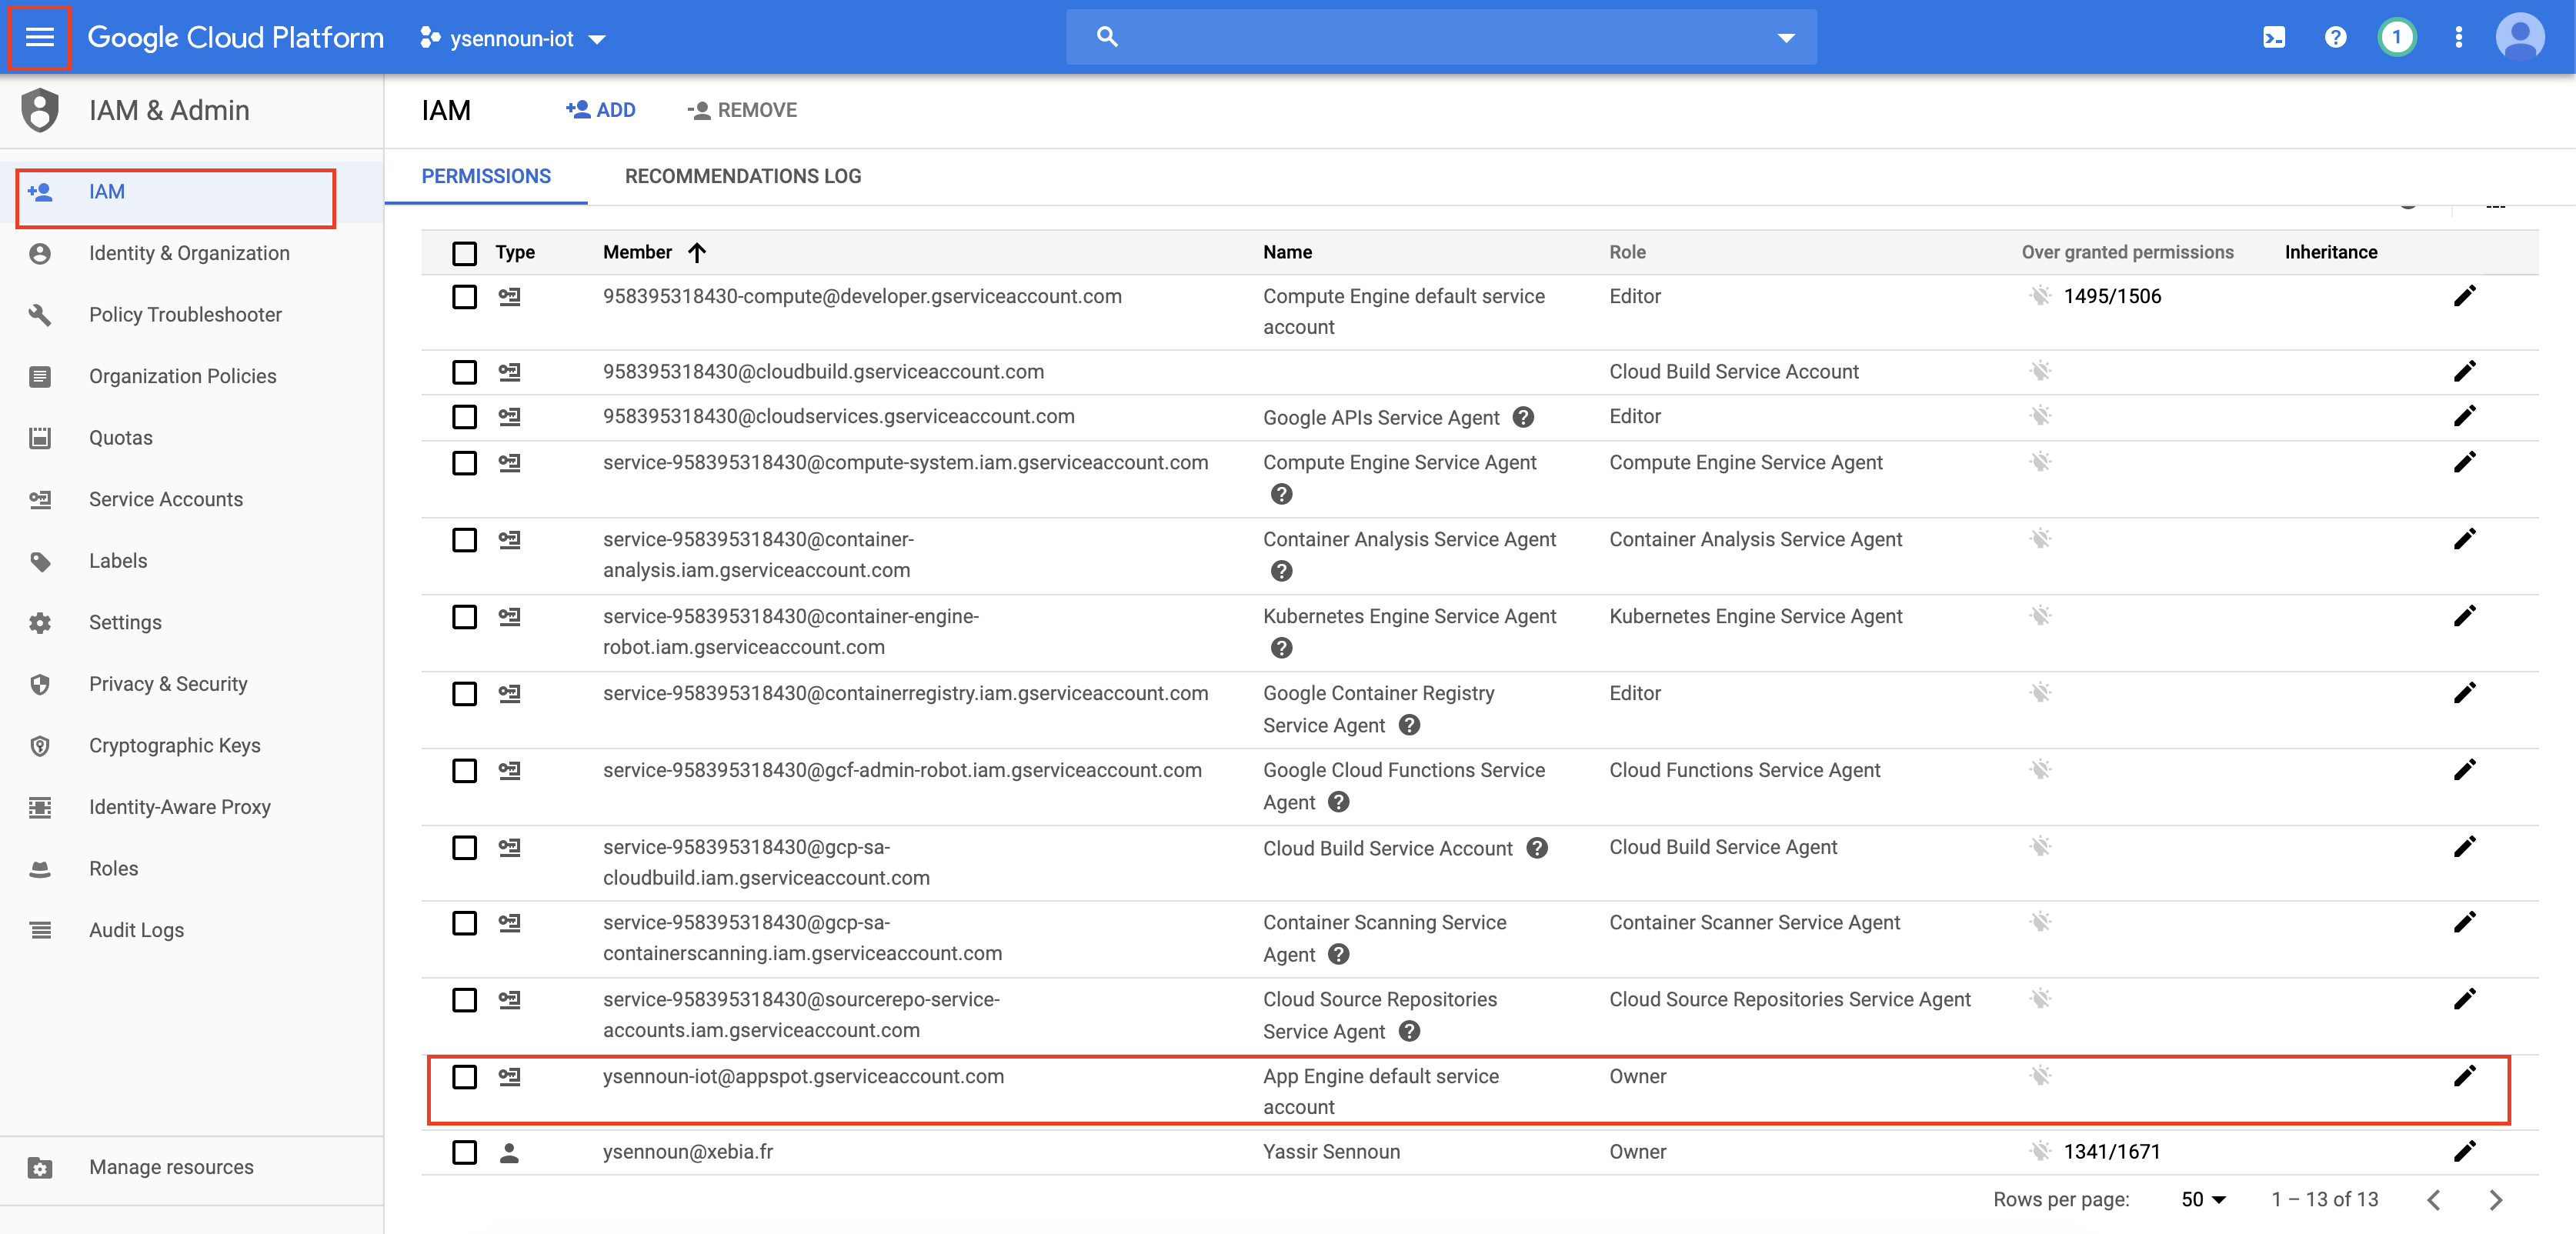 Google Cloud Platform
ysennoun-iot
1
IAM & Admin
IAM
Identity & Organization
Policy Troubleshooter
Organization Policies
Quotas
Service Accounts
Labels
Settings
Privacy & Security
Cryptographic Keys
Identity-Aware Proxy
Roles
Audit Logs
Manage resources
IAM
ADD
REMOVE
PERMISSIONS
RECOMMENDATIONS LOG
Type Member Name Role Over granted permissions Inheritance
958395318430-compute@developer.gserviceaccount.com Compute Engine default service Editor 1495/1506
account
958395318430@cloudbuild.gserviceaccount.com Cloud Build Service Account
958395318430@cloudservices.gserviceaccount.com Google APIs Service Agent ? Editor
service-958395318430@compute-system.iam.gserviceaccount.com Compute Engine Service Agent Compute Engine Service Agent
?
service-958395318430@container- Container Analysis Service Agent Container Analysis Service Agent
analysis.iam.gserviceaccount.com ?
service-958395318430@container-engine- Kubernetes Engine Service Agent Kubernetes Engine Service Agent
robot.iam.gserviceaccount.com ?
service-958395318430@containerregistry.iam.gserviceaccount.com Google Container Registry Editor
Service Agent ?
service-958395318430@gcf-admin-robot.iam.gserviceaccount.com Google Cloud Functions Service Cloud Functions Service Agent
Agent ?
service-958395318430@gcp-sa- Cloud Build Service Account ? Cloud Build Service Agent
cloudbuild.iam.gserviceaccount.com
service-958395318430@gcp-sa- Container Scanning Service Container Scanner Service Agent
containerscanning.iam.gserviceaccount.com Agent ?
service-958395318430@sourcerepo-service- Cloud Source Repositories Cloud Source Repositories Service Agent
accounts.iam.gserviceaccount.com Service Agent ?
ysennoun-iot@appspot.gserviceaccount.com App Engine default service Owner
account
ysennoun@xebia.fr Yassir Sennoun Owner 1341/1671
Rows per page: 50 1 – 13 of 13